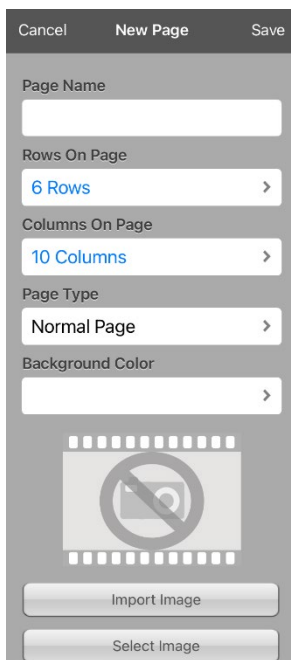 Cancel New Page Save
Page Name
Rows On Page
6 Rows
Columns On Page
10 Columns
Page Type
Normal Page
Background Color
Import Image
Select Image